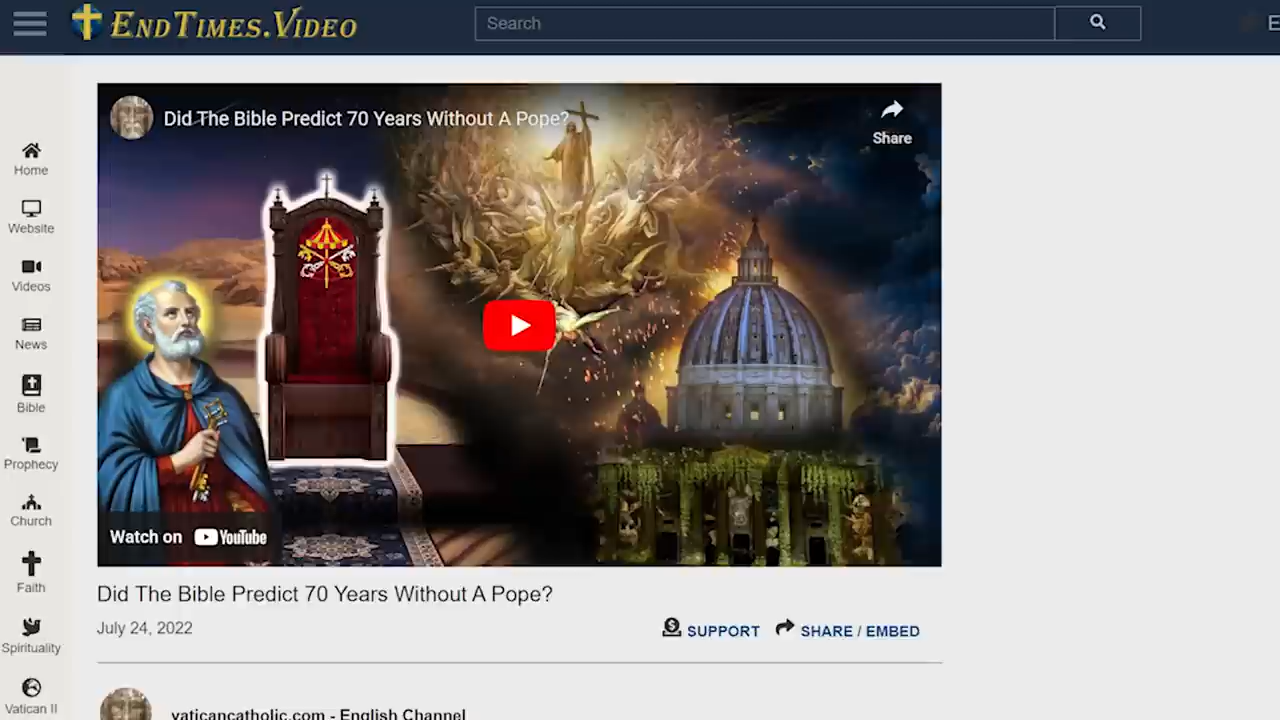 EndTimes.Video
Search
E
Did The Bible Predict 70 Years Without A Pope?
Share
Home
Website
Videos
News
Bible
Prophecy
Church
Faith
Spirituality
Vatican II
Watch on YouTube
Did The Bible Predict 70 Years Without A Pope?
July 24, 2022
SUPPORT
SHARE / EMBED
vaticancatholic.com - English Channel